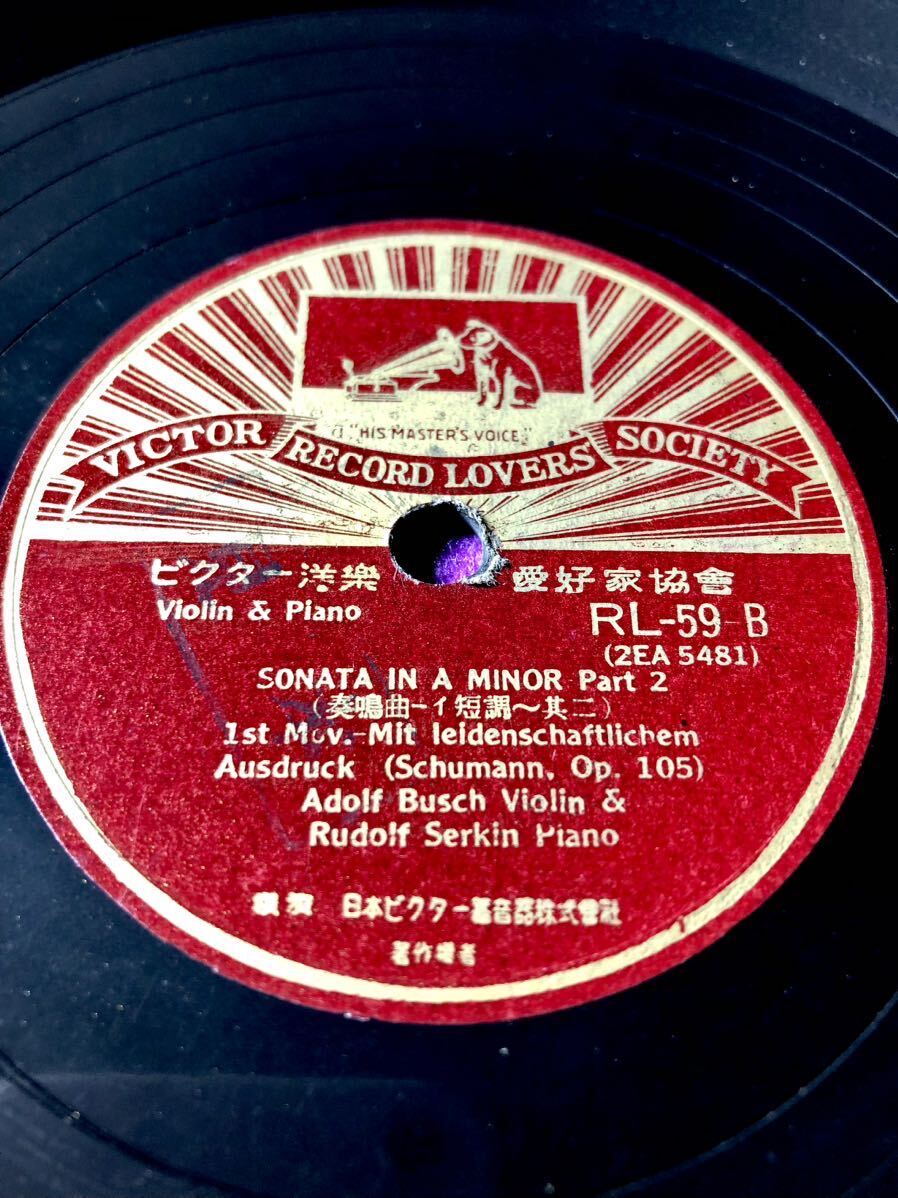 "HIS MASTER'S VOICE"
VICTOR RECORD LOVERS SOCIETY
ビクター洋樂 愛好家協會
Violin & Piano
RL-59-B
(2EA 5481)
SONATA IN A MINOR Part 2
(奏鳴曲-イ短調〜其二)
1st Mov.-Mit leidenschaftlichem
Ausdruck (Schumann, Op. 105)
Adolf Busch Violin &
Rudolf Serkin Piano
日本ビクター蓄音器株式會社
著作權者